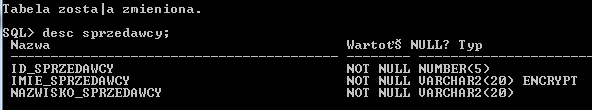 Tabela zosta|a zmieniona.
SQL> desc sprzedawcy;
Nazwa WartoťŠ NULL? Typ
----------------------------------------- -------- ----------------------------
ID_SPRZEDAWCY NOT NULL NUMBER(5)
IMIE_SPRZEDAWCY NOT NULL VARCHAR2(20) ENCRYPT
NAZWISKO_SPRZEDAWCY NOT NULL VARCHAR2(20)